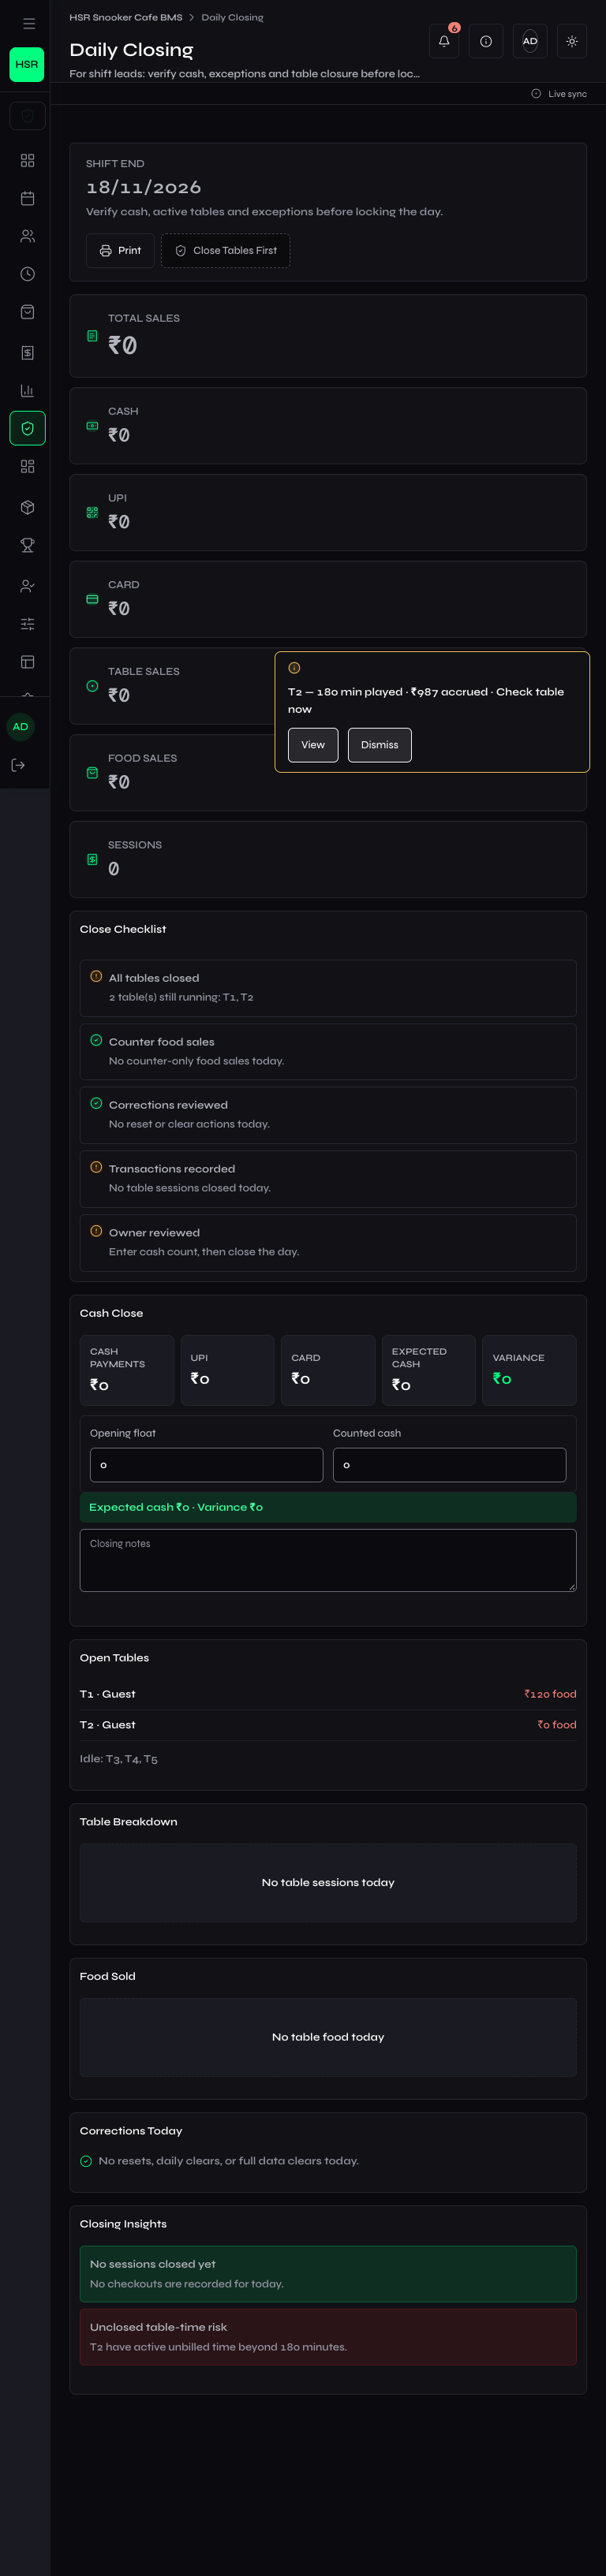 HSR Snooker Cafe BMS > Daily Closing
Daily Closing
For shift leads: verify cash, exceptions and table closure before loc...
6
AD
Live sync
HSR
AD
SHIFT END
18/11/2026
Verify cash, active tables and exceptions before locking the day.
Print
Close Tables First
TOTAL SALES
₹0
CASH
₹0
UPI
₹0
CARD
₹0
TABLE SALES
₹0
T2 — 180 min played · ₹987 accrued · Check table
now
View
Dismiss
FOOD SALES
₹0
SESSIONS
0
Close Checklist
All tables closed
2 table(s) still running: T1, T2
Counter food sales
No counter-only food sales today.
Corrections reviewed
No reset or clear actions today.
Transactions recorded
No table sessions closed today.
Owner reviewed
Enter cash count, then close the day.
Cash Close
CASH
PAYMENTS
₹0
UPI
₹0
CARD
₹0
EXPECTED
CASH
₹0
VARIANCE
₹0
Opening float
0
Counted cash
0
Expected cash ₹0 · Variance ₹0
Closing notes
Open Tables
T1 · Guest
₹120 food
T2 · Guest
₹0 food
Idle: T3, T4, T5
Table Breakdown
No table sessions today
Food Sold
No table food today
Corrections Today
No resets, daily clears, or full data clears today.
Closing Insights
No sessions closed yet
No checkouts are recorded for today.
Unclosed table-time risk
T2 have active unbilled time beyond 180 minutes.